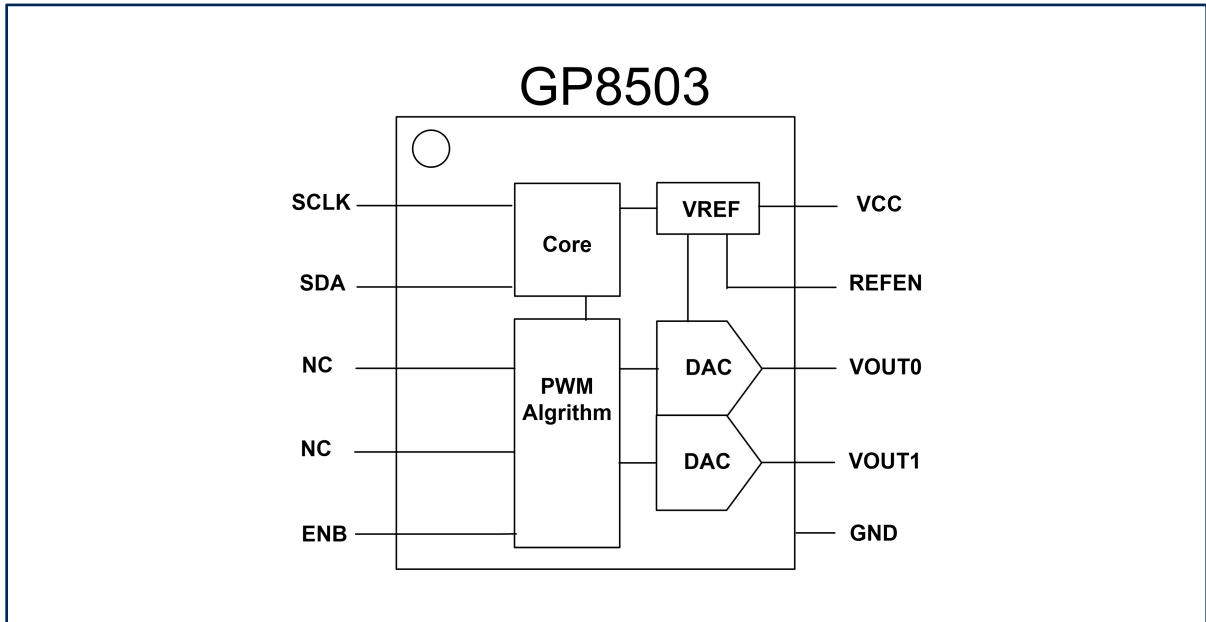 GP8503
SCLK
VREF
VCC
Core
SDA
REFEN
NC
DAC
VOUT0
PWM
Algrithm
NC
DAC
VOUT1
ENB
GND